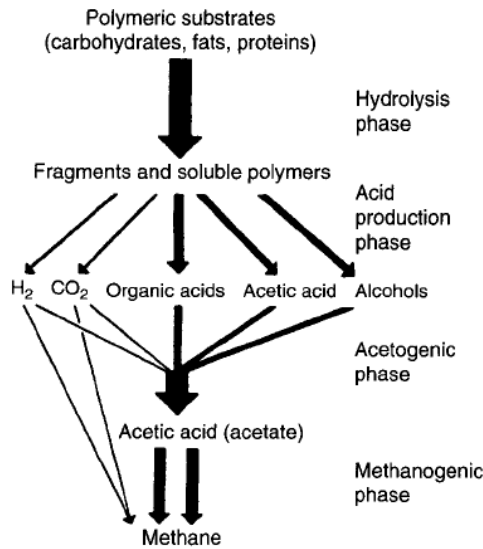 Polymeric substrates
(carbohydrates, fats, proteins)
Hydrolysis
phase
Fragments and soluble polymers
Acid
production
phase
H₂ CO₂ Organic acids Acetic acid Alcohols
Acetogenic
phase
Acetic acid (acetate)
Methanogenic
phase
Methane